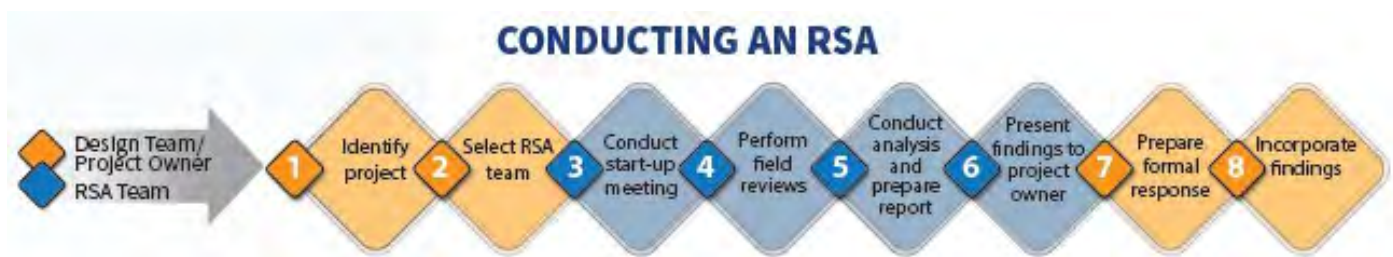 CONDUCTING AN RSA
Design Team/
Project Owner
RSA Team
1
Identify
project
2
Select RSA
team
3
Conduct
start-up
meeting
4
Perform
field
reviews
5
Conduct
analysis
and
prepare
report
6
Present
findings to
project
owner
7
Prepare
formal
response
8
Incorporate
findings